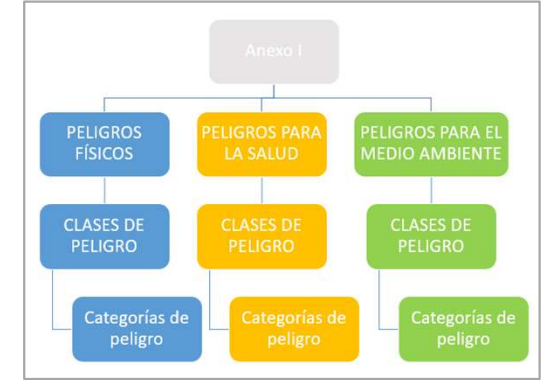 Anexo I
PELIGROS
FÍSICOS
PELIGROS PARA
LA SALUD
PELIGROS PARA EL
MEDIO AMBIENTE
CLASES DE
PELIGRO
CLASES DE
PELIGRO
CLASES DE
PELIGRO
Categorías de
peligro
Categorías de
peligro
Categorías de
peligro